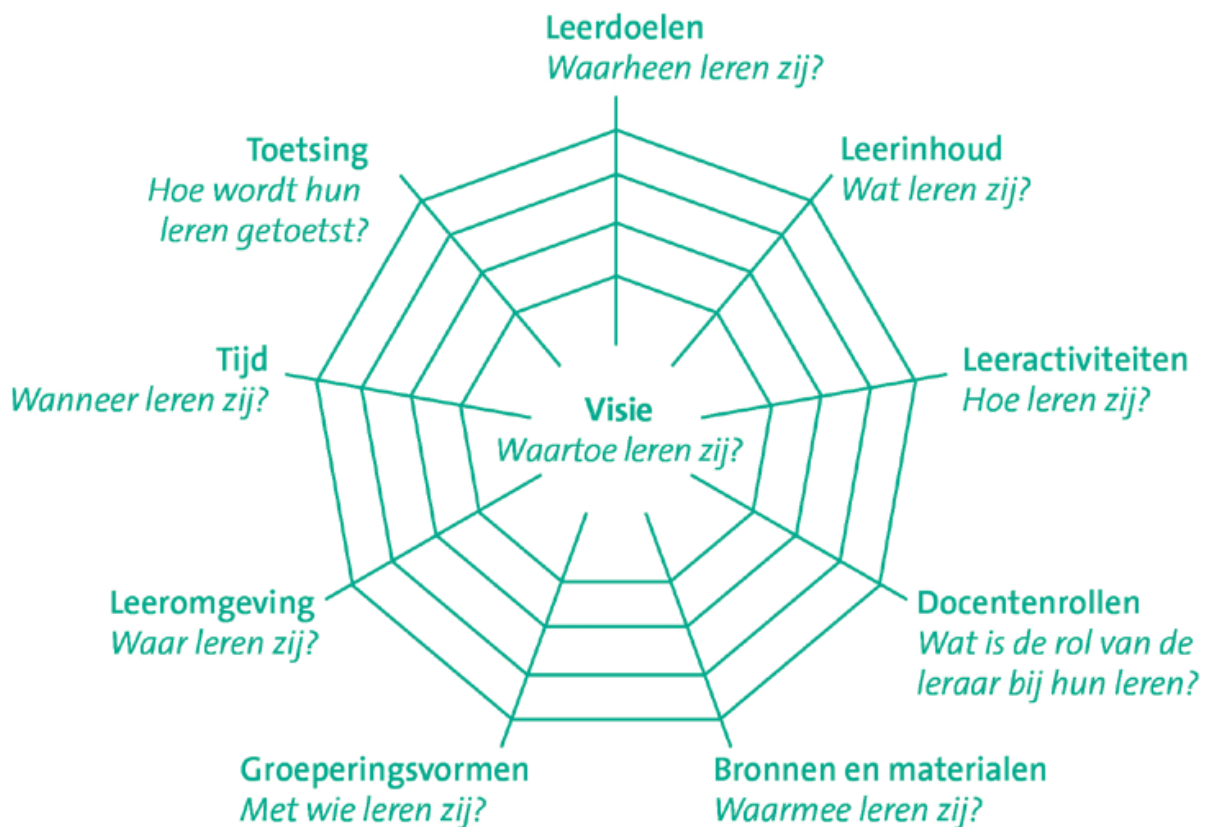 Leerdoelen
Waarheen leren zij?
Leerinhoud
Wat leren zij?
Leeractiviteiten
Hoe leren zij?
Docentenrollen
Wat is de rol van de
leraar bij hun leren?
Bronnen en materialen
Waarmee leren zij?
Groeperingsvormen
Met wie leren zij?
Leeromgeving
Waar leren zij?
Tijd
Wanneer leren zij?
Toetsing
Hoe wordt hun
leren getoetst?
Visie
Waartoe leren zij?